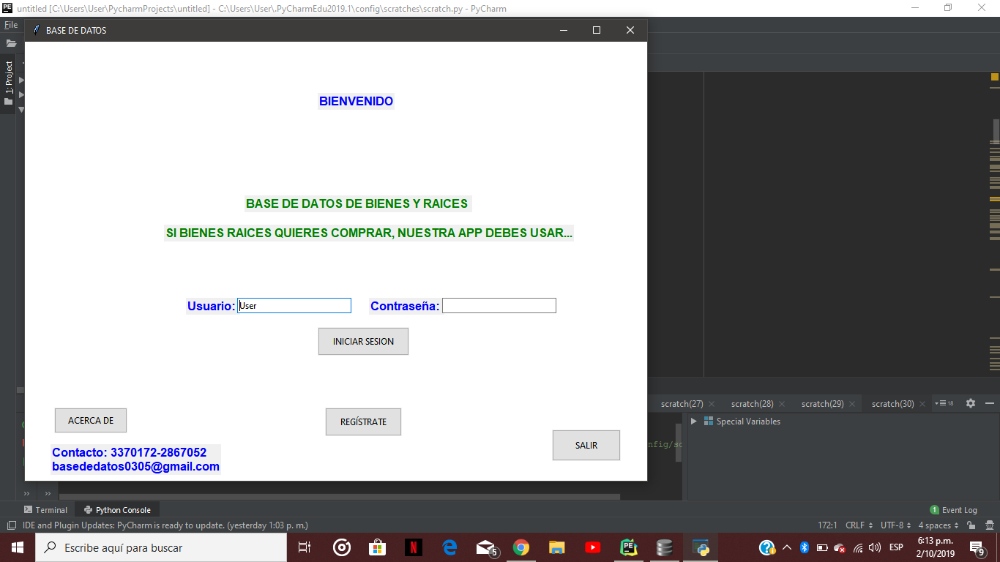 untitled [C:\Users\User\PycharmProjects\untitled] - C:\Users\User\.PyCharmEdu2019.1\config\scratches\scratch.py - PyCharm
File
BASE DE DATOS
1: Project
BIENVENIDO
BASE DE DATOS DE BIENES Y RAICES
SI BIENES RAICES QUIERES COMPRAR, NUESTRA APP DEBES USAR...
Usuario: User Contraseña:
INICIAR SESION
ACERCA DE
REGÍSTRATE
SALIR
Contacto: 3370172-2867052
basededatos0305@gmail.com
scratch(27) scratch(28) scratch(29) scratch(30) 18
Special Variables
nfig/sc
Terminal Python Console 1 Event Log
IDE and Plugin Updates: PyCharm is ready to update. (yesterday 1:03 p. m.) 172:1 CRLF UTF-8 4 spaces
Escribe aquí para buscar 5 ESP 6:13 p.m.
2/10/2019 9